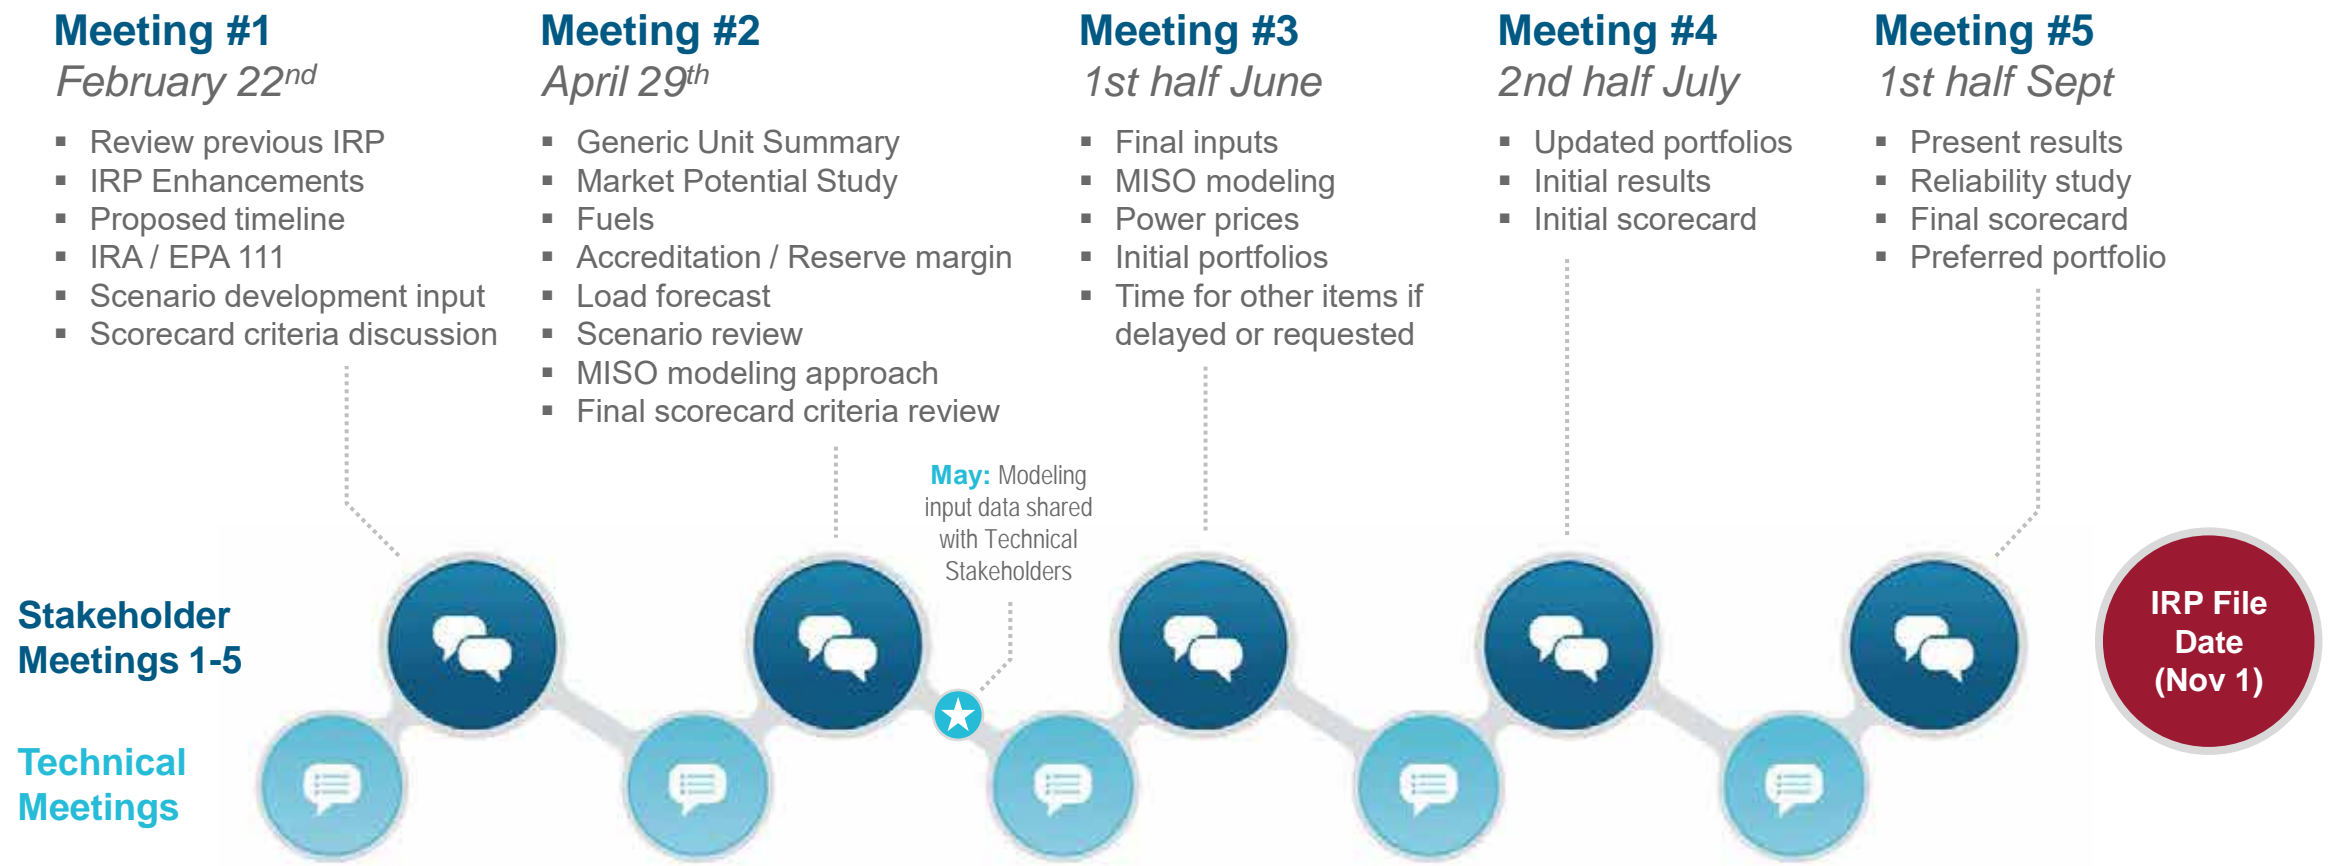 Meeting #1
February 22nd
▪ Review previous IRP
▪ IRP Enhancements
▪ Proposed timeline
▪ IRA / EPA 111
▪ Scenario development input
▪ Scorecard criteria discussion
Meeting #2
April 29th
▪ Generic Unit Summary
▪ Market Potential Study
▪ Fuels
▪ Accreditation / Reserve margin
▪ Load forecast
▪ Scenario review
▪ MISO modeling approach
▪ Final scorecard criteria review
Meeting #3
1st half June
▪ Final inputs
▪ MISO modeling
▪ Power prices
▪ Initial portfolios
▪ Time for other items if
delayed or requested
Meeting #4
2nd half July
▪ Updated portfolios
▪ Initial results
▪ Initial scorecard
Meeting #5
1st half Sept
▪ Present results
▪ Reliability study
▪ Final scorecard
▪ Preferred portfolio
May: Modeling
input data shared
with Technical
Stakeholders
Stakeholder
Meetings 1-5
IRP File
Date
(Nov 1)
Technical
Meetings